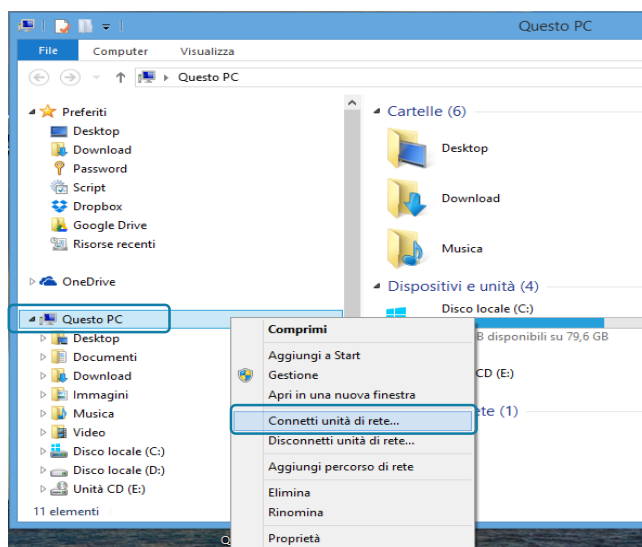 Questo PC
File Computer Visualizza
Questo PC
Preferiti
Desktop
Download
Password
Script
Dropbox
Google Drive
Risorse recenti
OneDrive
Questo PC
Desktop
Documenti
Download
Immagini
Musica
Video
Disco locale (C:)
Disco locale (D:)
Unità CD (E:)
11 elementi
Cartelle (6)
Desktop
Download
Musica
Dispositivi e unità (4)
Disco locale (C:)
B disponibili su 79,6 GB
CD (E:)
ete (1)
Comprimi
Aggiungi a Start
Gestione
Apri in una nuova finestra
Connetti unità di rete...
Disconnetti unità di rete...
Aggiungi percorso di rete
Elimina
Rinomina
Proprietà